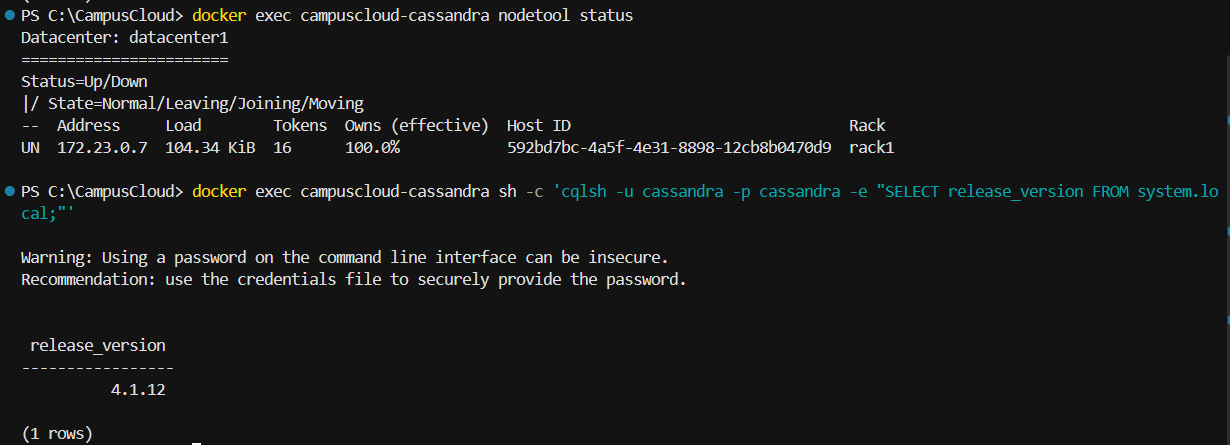 PS C:\CampusCloud> docker exec campuscloud-cassandra nodetool status
Datacenter: datacenter1
=======================
Status=Up/Down
|/ State=Normal/Leaving/Joining/Moving
--  Address     Load        Tokens  Owns (effective)  Host ID                               Rack
UN  172.23.0.7  104.34 KiB  16      100.0%            592bd7bc-4a5f-4e31-8898-12cb8b0470d9  rack1
PS C:\CampusCloud> docker exec campuscloud-cassandra sh -c 'cqlsh -u cassandra -p cassandra -e "SELECT release_version FROM system.lo
cal;"'
Warning: Using a password on the command line interface can be insecure.
Recommendation: use the credentials file to securely provide the password.
release_version
-----------------
4.1.12
(1 rows)